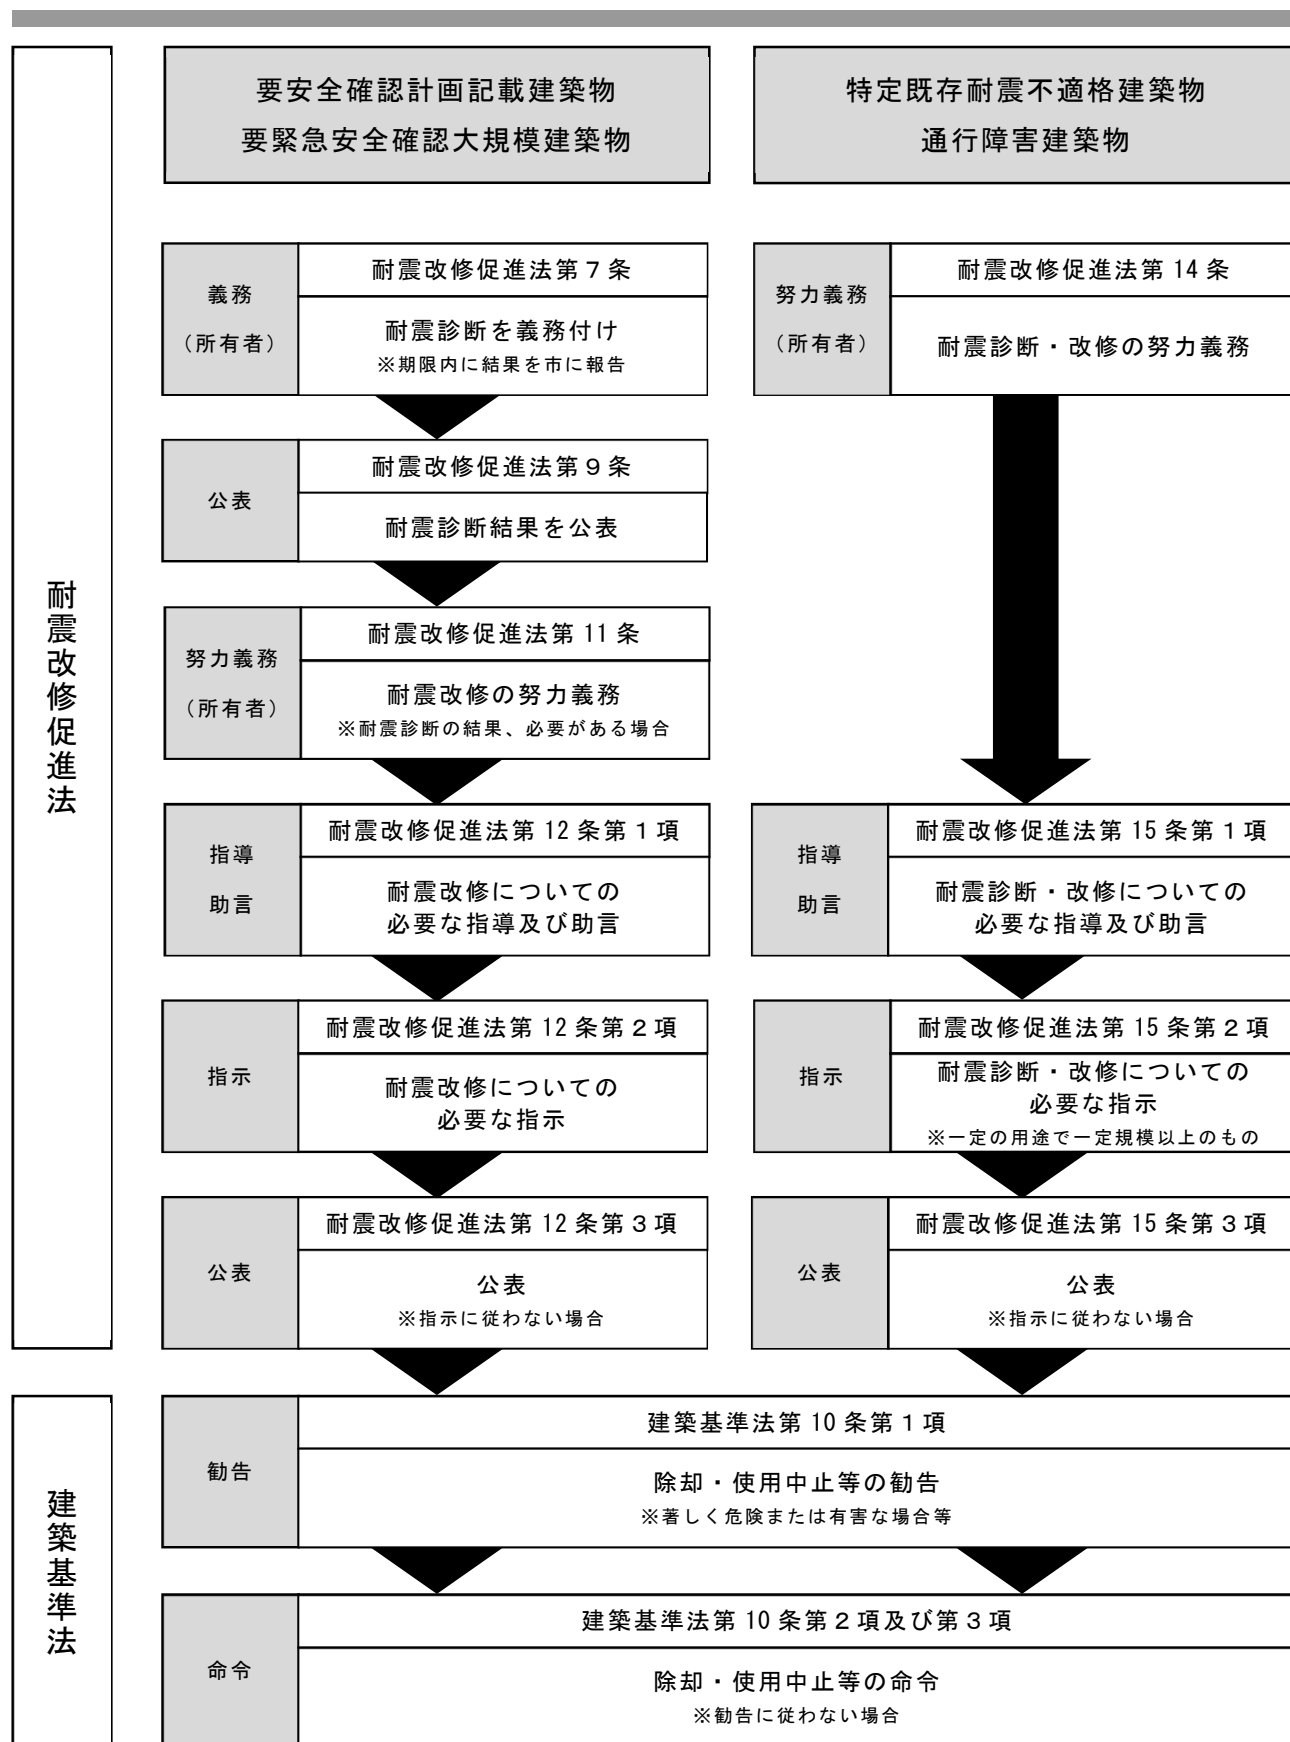 耐震改修促進法
要安全確認計画記載建築物
要緊急安全確認大規模建築物
特定既存耐震不適格建築物
通行障害建築物
義務
（所有者）
耐震改修促進法第７条
耐震診断を義務付け
※期限内に結果を市に報告
努力義務
（所有者）
耐震改修促進法第 14 条
耐震診断・改修の努力義務
公表
耐震改修促進法第９条
耐震診断結果を公表
努力義務
（所有者）
耐震改修促進法第 11 条
耐震改修の努力義務
※耐震診断の結果、必要がある場合
指導
助言
耐震改修促進法第 12 条第１項
耐震改修についての
必要な指導及び助言
指導
助言
耐震改修促進法第 15 条第１項
耐震診断・改修についての
必要な指導及び助言
指示
耐震改修促進法第 12 条第２項
耐震改修についての
必要な指示
指示
耐震改修促進法第 15 条第２項
耐震診断・改修についての
必要な指示
※一定の用途で一定規模以上のもの
公表
耐震改修促進法第 12 条第３項
公表
※指示に従わない場合
公表
耐震改修促進法第 15 条第３項
公表
※指示に従わない場合
建築基準法
勧告
建築基準法第 10 条第１項
除却・使用中止等の勧告
※著しく危険または有害な場合等
命令
建築基準法第 10 条第２項及び第３項
除却・使用中止等の命令
※勧告に従わない場合